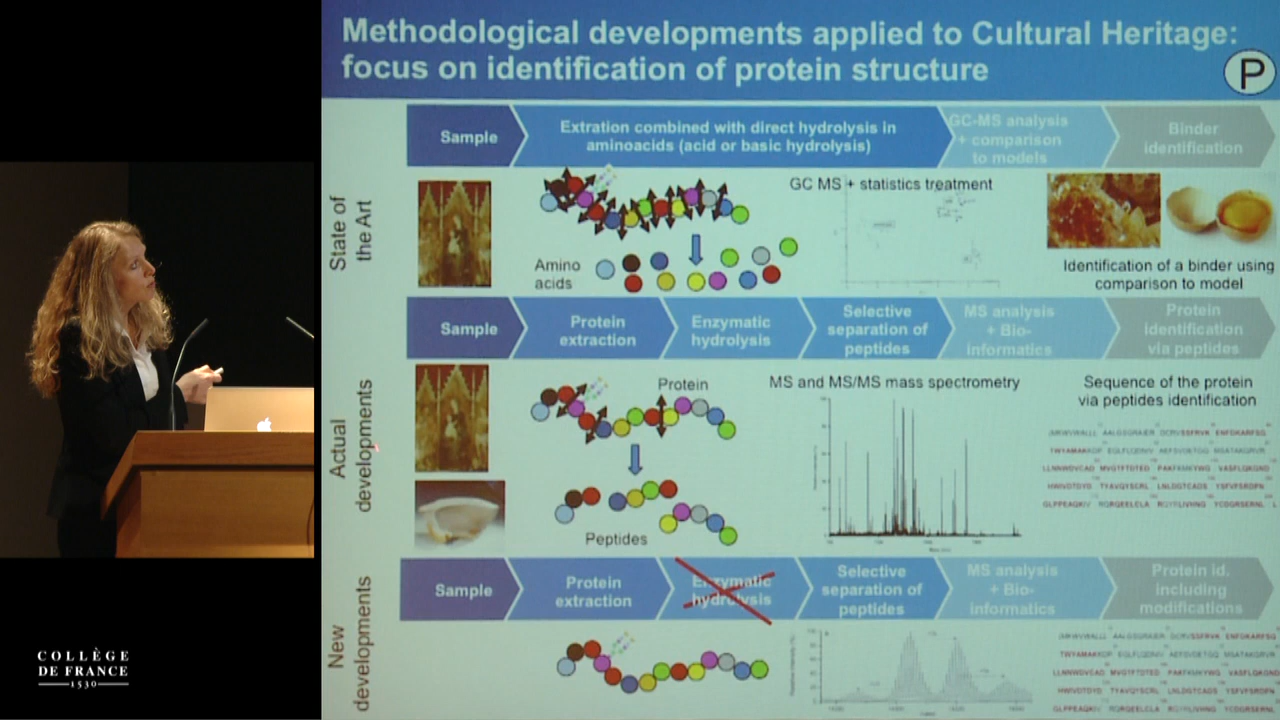 Methodological developments applied to Cultural Heritage:
focus on identification of protein structure
P
Sample
Extration combined with direct hydrolysis in
aminoacids (acid or basic hydrolysis)
GC-MS analysis
+ comparison
to models
Binder
identification
State of
the Art
GC MS + statistics treatment
Amino
acids
Identification of a binder using
comparison to model
Sample
Protein
extraction
Enzymatic
hydrolysis
Selective
separation of
peptides
MS analysis
+ Bio-
informatics
Protein
identification
via peptides
Actual
developments
Protein
MS and MS/MS mass spectrometry
Sequence of the protein
via peptides identification
Peptides
Sample
Protein
extraction
Enzymatic
hydrolysis
Selective
separation of
peptides
MS analysis
+ Bio-
informatics
Protein id.
including
modifications
New
developments
COLLÈGE
DE FRANCE
1530